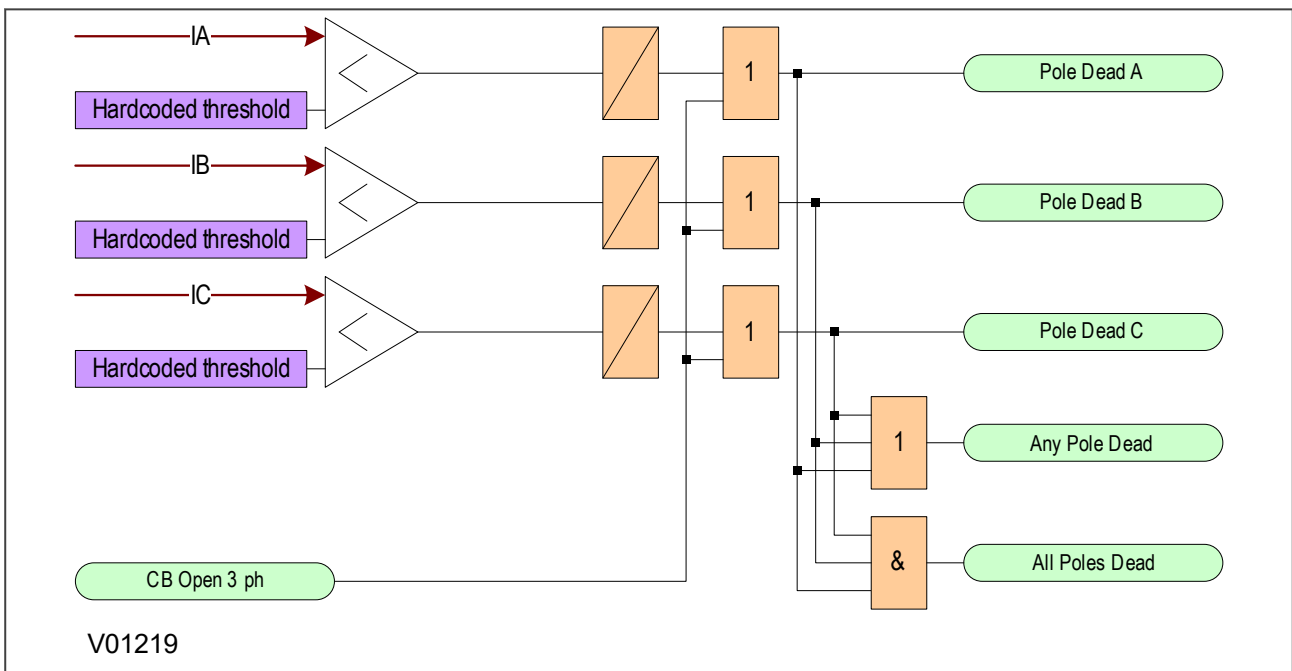 IA
Hardcoded threshold
1
Pole Dead A
IB
Hardcoded threshold
1
Pole Dead B
IC
Hardcoded threshold
1
Pole Dead C
1
Any Pole Dead
&
All Poles Dead
CB Open 3 ph
V01219